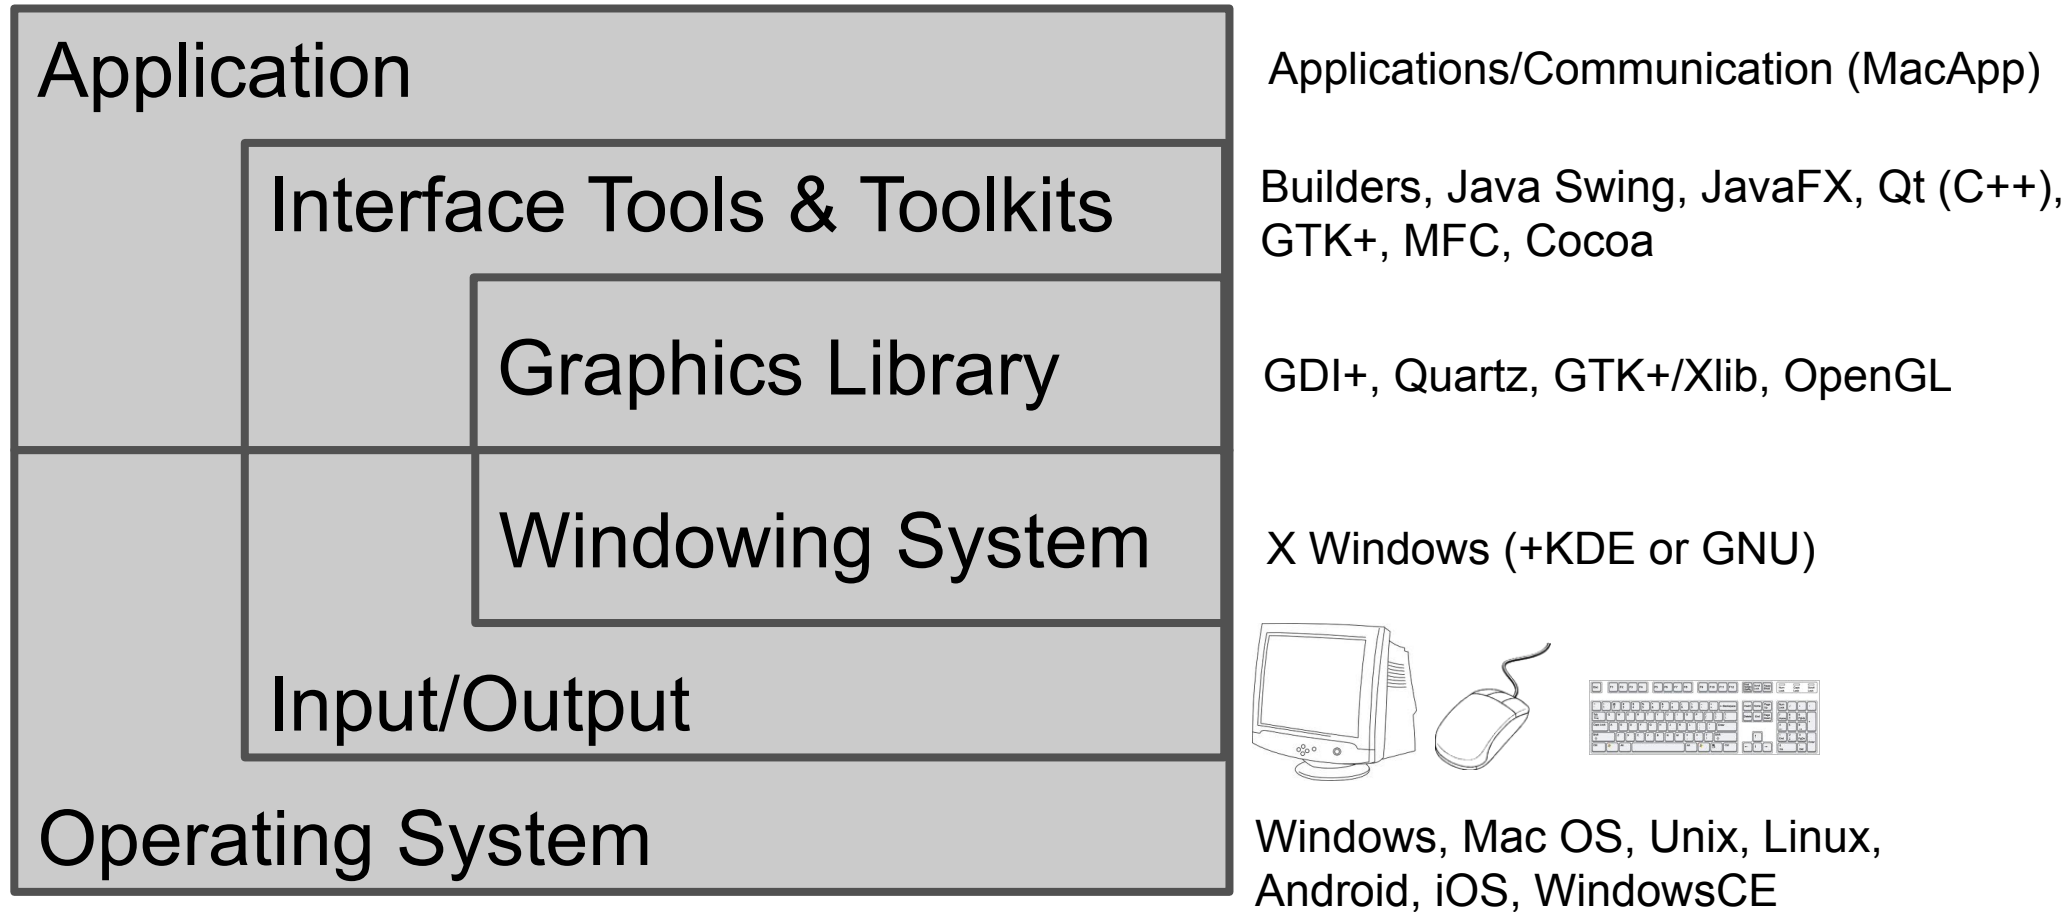 Application
Applications/Communication (MacApp)
Interface Tools & Toolkits
Builders, Java Swing, JavaFX, Qt (C++),
GTK+, MFC, Cocoa
Graphics Library
GDI+, Quartz, GTK+/Xlib, OpenGL
Windowing System
X Windows (+KDE or GNU)
Input/Output
Operating System
Windows, Mac OS, Unix, Linux,
Android, iOS, WindowsCE